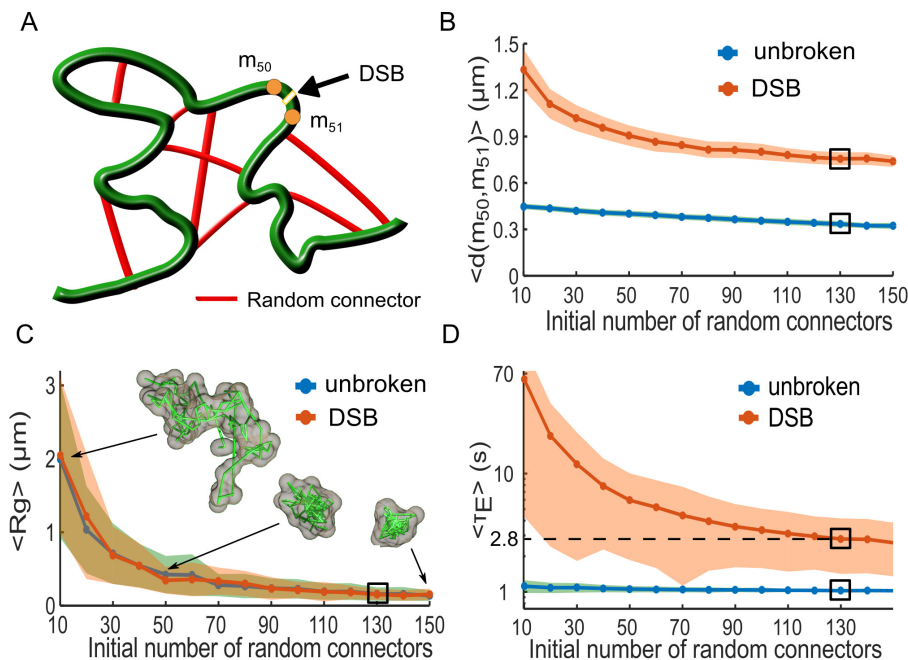 A
m50
DSB
m51
Random connector
B
unbroken
DSB
<d(m50,m51)> (μm)
1.5
1.2
0.9
0.6
0.3
0
10 30 50 70 90 110 130 150
Initial number of random connectors
C
unbroken
DSB
<Rg> (μm)
3
2
1
0
10 30 50 70 90 110 130 150
Initial number of random connectors
D
unbroken
DSB
<τE> (s)
70
10
2.8
1
10 30 50 70 90 110 130
Initial number of random connectors